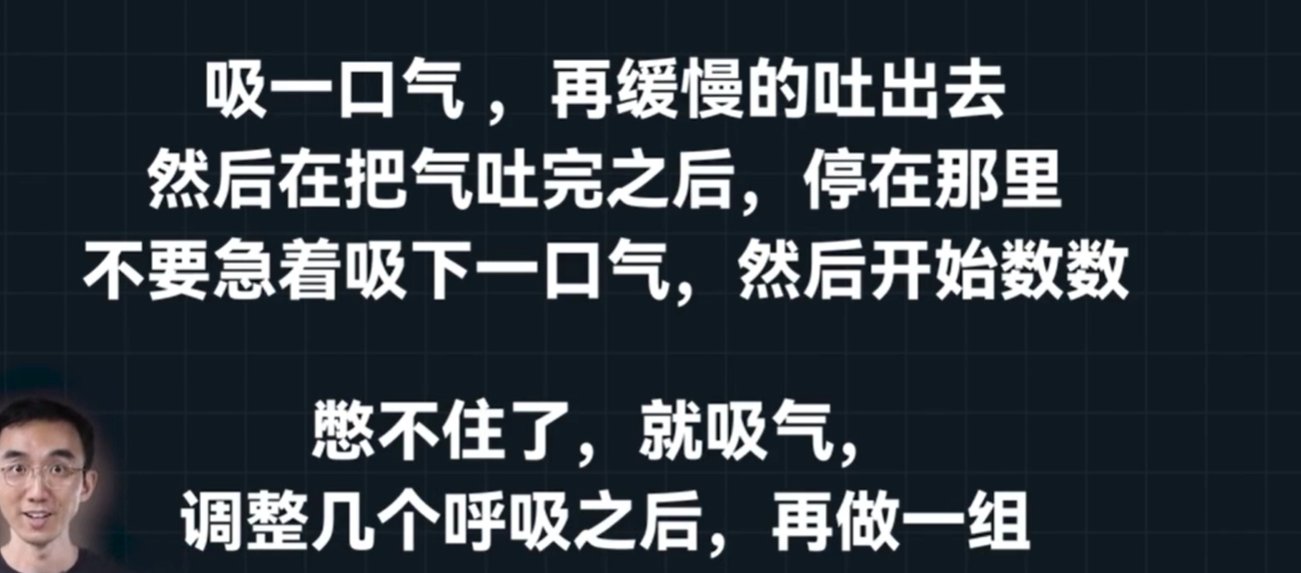 吸一口气，再缓慢的吐出去
然后在把气吐完之后，停在那里
不要急着吸下一口气，然后开始数数
憋不住了，就吸气，
调整几个呼吸之后，再做一组